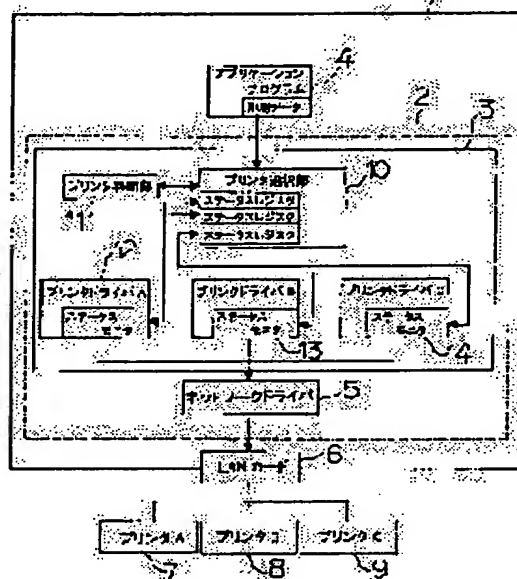 4
アプリケーション
プログラム
印刷データ
2
3
プリンタ判断部
プリンタ選択部
10
ステータスレジスタ
ステータスレジスタ
ステータスレジスタ
プリンタドライバA
ステータス
モニタ
プリンタドライバB
ステータス
モニタ
13
プリンタドライバ
ステータス
モニタ
4
ネットワークドライバ
5
LANカード
6
プリンタA
プリンタ
プリンタC
7
8
9